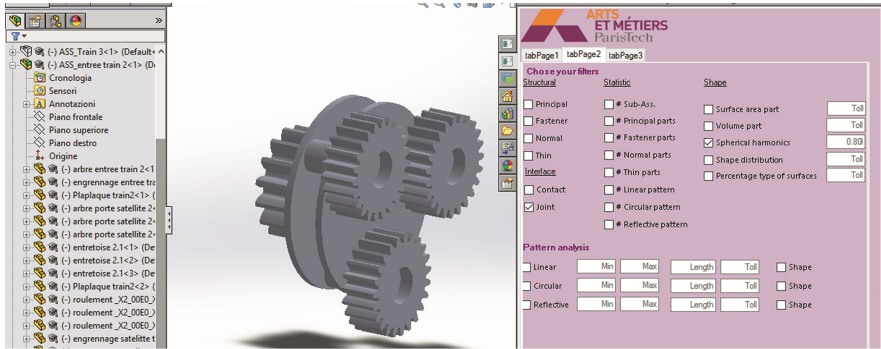 »
(-) ASS_Train 3<1> (Default<
(-) ASS_entree train 2<1> (De
Cronologia
Sensori
Annotazioni
Piano frontale
Piano superiore
Piano destro
Origine
(-) arbre entree train 2<1
(-) engrennage entree tra
(-) Plaplaque train2<1> (
(-) arbre porte satellite 2
(-) arbre porte satellite 2
(-) arbre porte satellite 2
(-) entretoise 2.1<1> (De
(-) entretoise 2.1<2> (De
(-) entretoise 2.1<3> (De
(-) Plaplaque train2<2> (
(-) roulement _X2_00E0_X
(-) roulement _X2_00E0_X
(-) roulement _X2_00E0_X
(-) engrennage satelitte t
ARTS
ET MÉTIERS
ParisTech
tabPage1 tabPage2 tabPage3
Chose your filters
Structural Statistic Shape
Principal # Sub-Ass. Surface area part Toll
Fastener # Principal parts Volume part Toll
Normal # Fastener parts Spherical harmonics 0.80
Thin # Normal parts Shape distribution Toll
Interface # Thin parts Percentage type of surfaces Toll
Contact # Linear pattern
Joint # Circular pattern
# Reflective pattern
Pattern analysis
Linear Min Max Length Toll Shape
Circular Min Max Length Toll Shape
Reflective Min Max Length Toll Shape